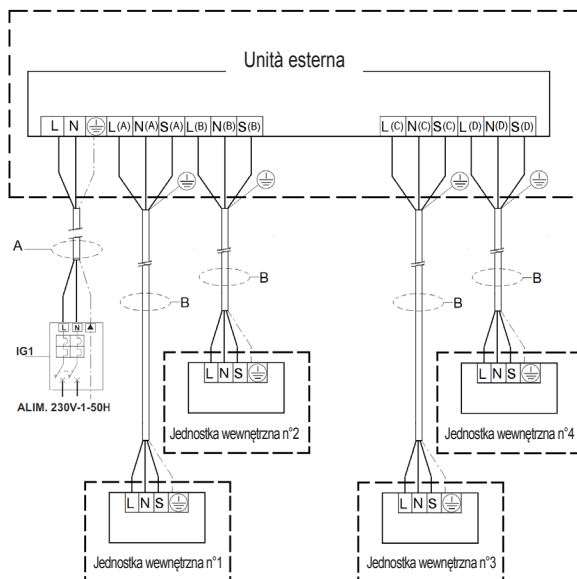 Unità esterna
L N L(A) N(A) S(A) L(B) N(B) S(B) L(C) N(C) S(C) L(D) N(D) S(D)
A
B
B
B
B
L N
IG1
ALIM. 230V-1-50H
L N S
Jednostka wewnętrzna n°2
L N S
Jednostka wewnętrzna n°4
L N S
Jednostka wewnętrzna n°1
L N S
Jednostka wewnętrzna n°3